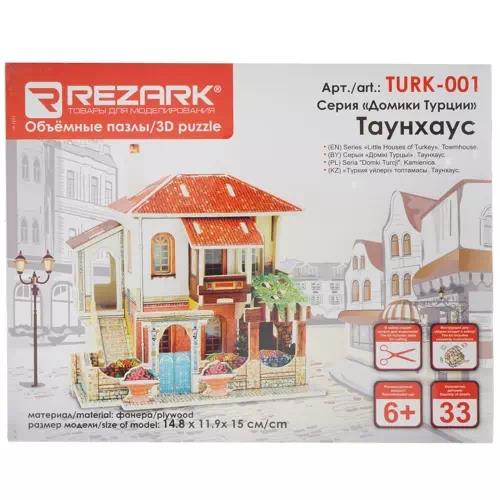 REZARK®
ТОВАРЫ ДЛЯ МОДЕЛИРОВАНИЯ
Объёмные пазлы/3D puzzle
Арт./art.: TURK-001
Серия «Домики Турции»
Таунхаус
• (EN) Series «Little Houses of Turkey». Townhouse.
• (BY) Серыя «Домікі Турцыі». Таунхаус.
• (PL) Seria "Domki Turcji". Kamienica.
• (KZ) «Түркия үйлері» топтамасы. Таунхаус.
материал/material: фанера/plywood
размер модели/size of model: 14.8 x 11.9x 15 см/cm
6+
33